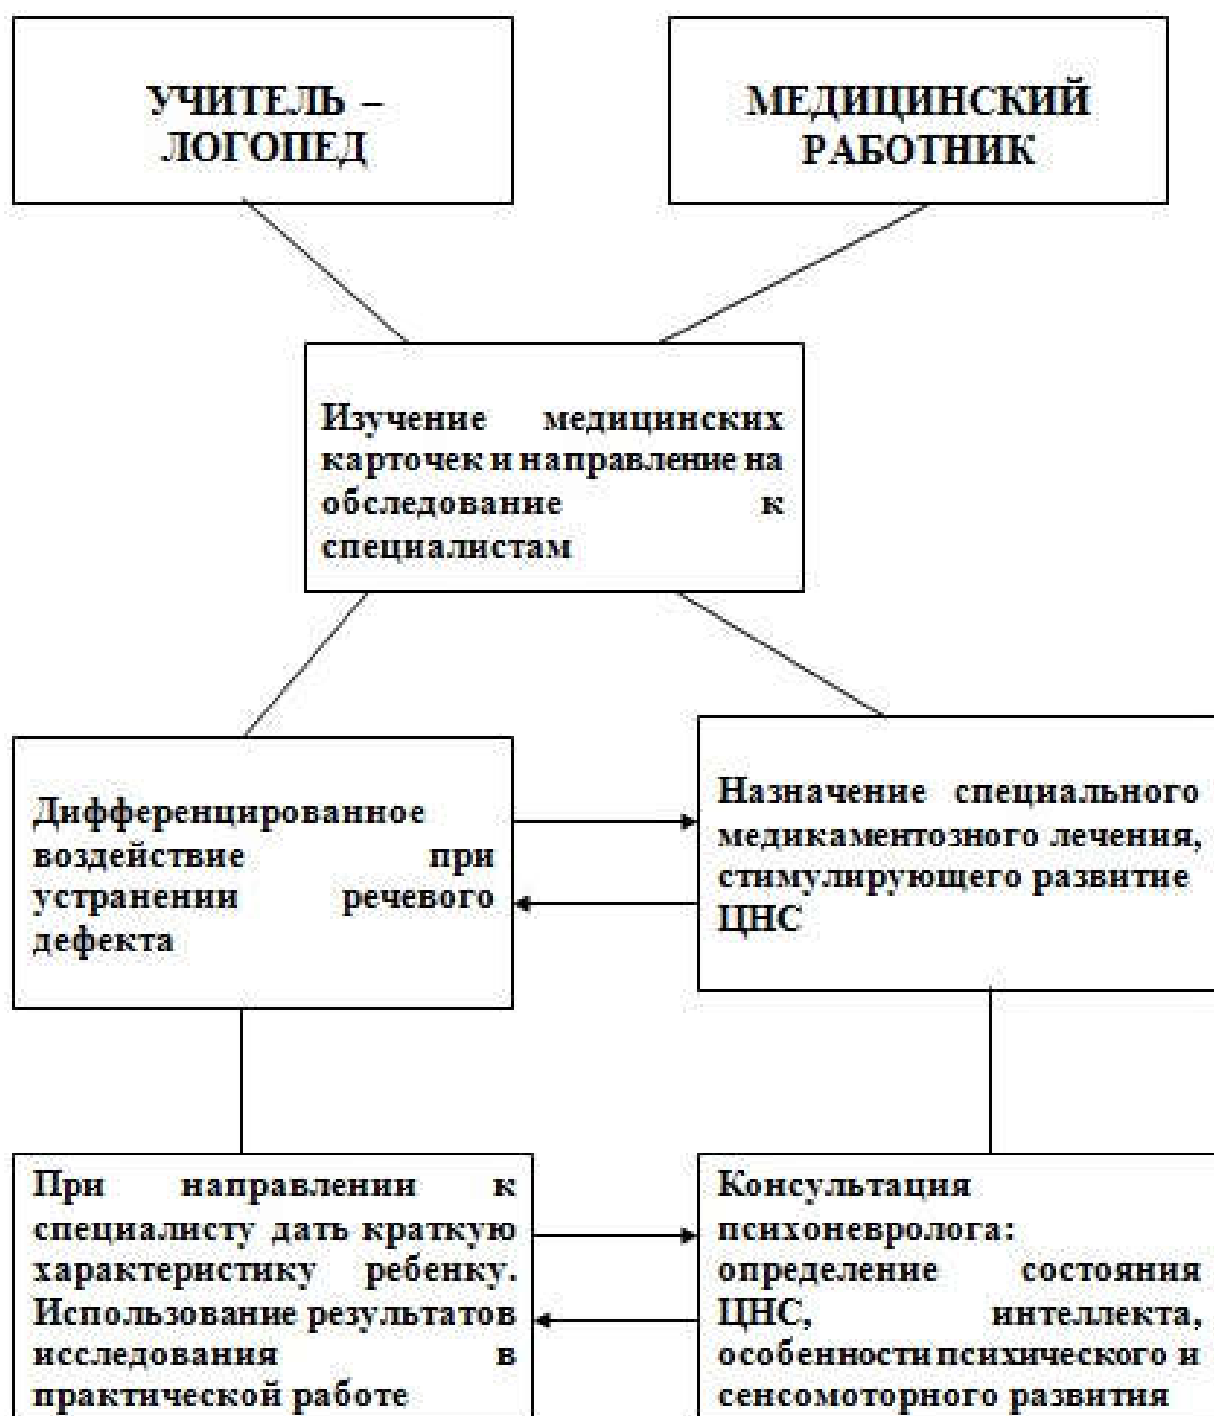 УЧИТЕЛЬ –
ЛОГОПЕД
МЕДИЦИНСКИЙ
РАБОТНИК
Изучение медицинских
карточек и направление на
обследование к
специалистам
Дифференцированное
воздействие при
устранении речевого
дефекта
Назначение специального
медикаментозного лечения,
стимулирующего развитие
ЦНС
При направлении к
специалисту дать краткую
характеристику ребенку.
Использование результатов
исследования в
практической работе
Консультация
психоневролога:
определение состояния
ЦНС, интеллекта,
особенности психического и
сенсомоторного развития